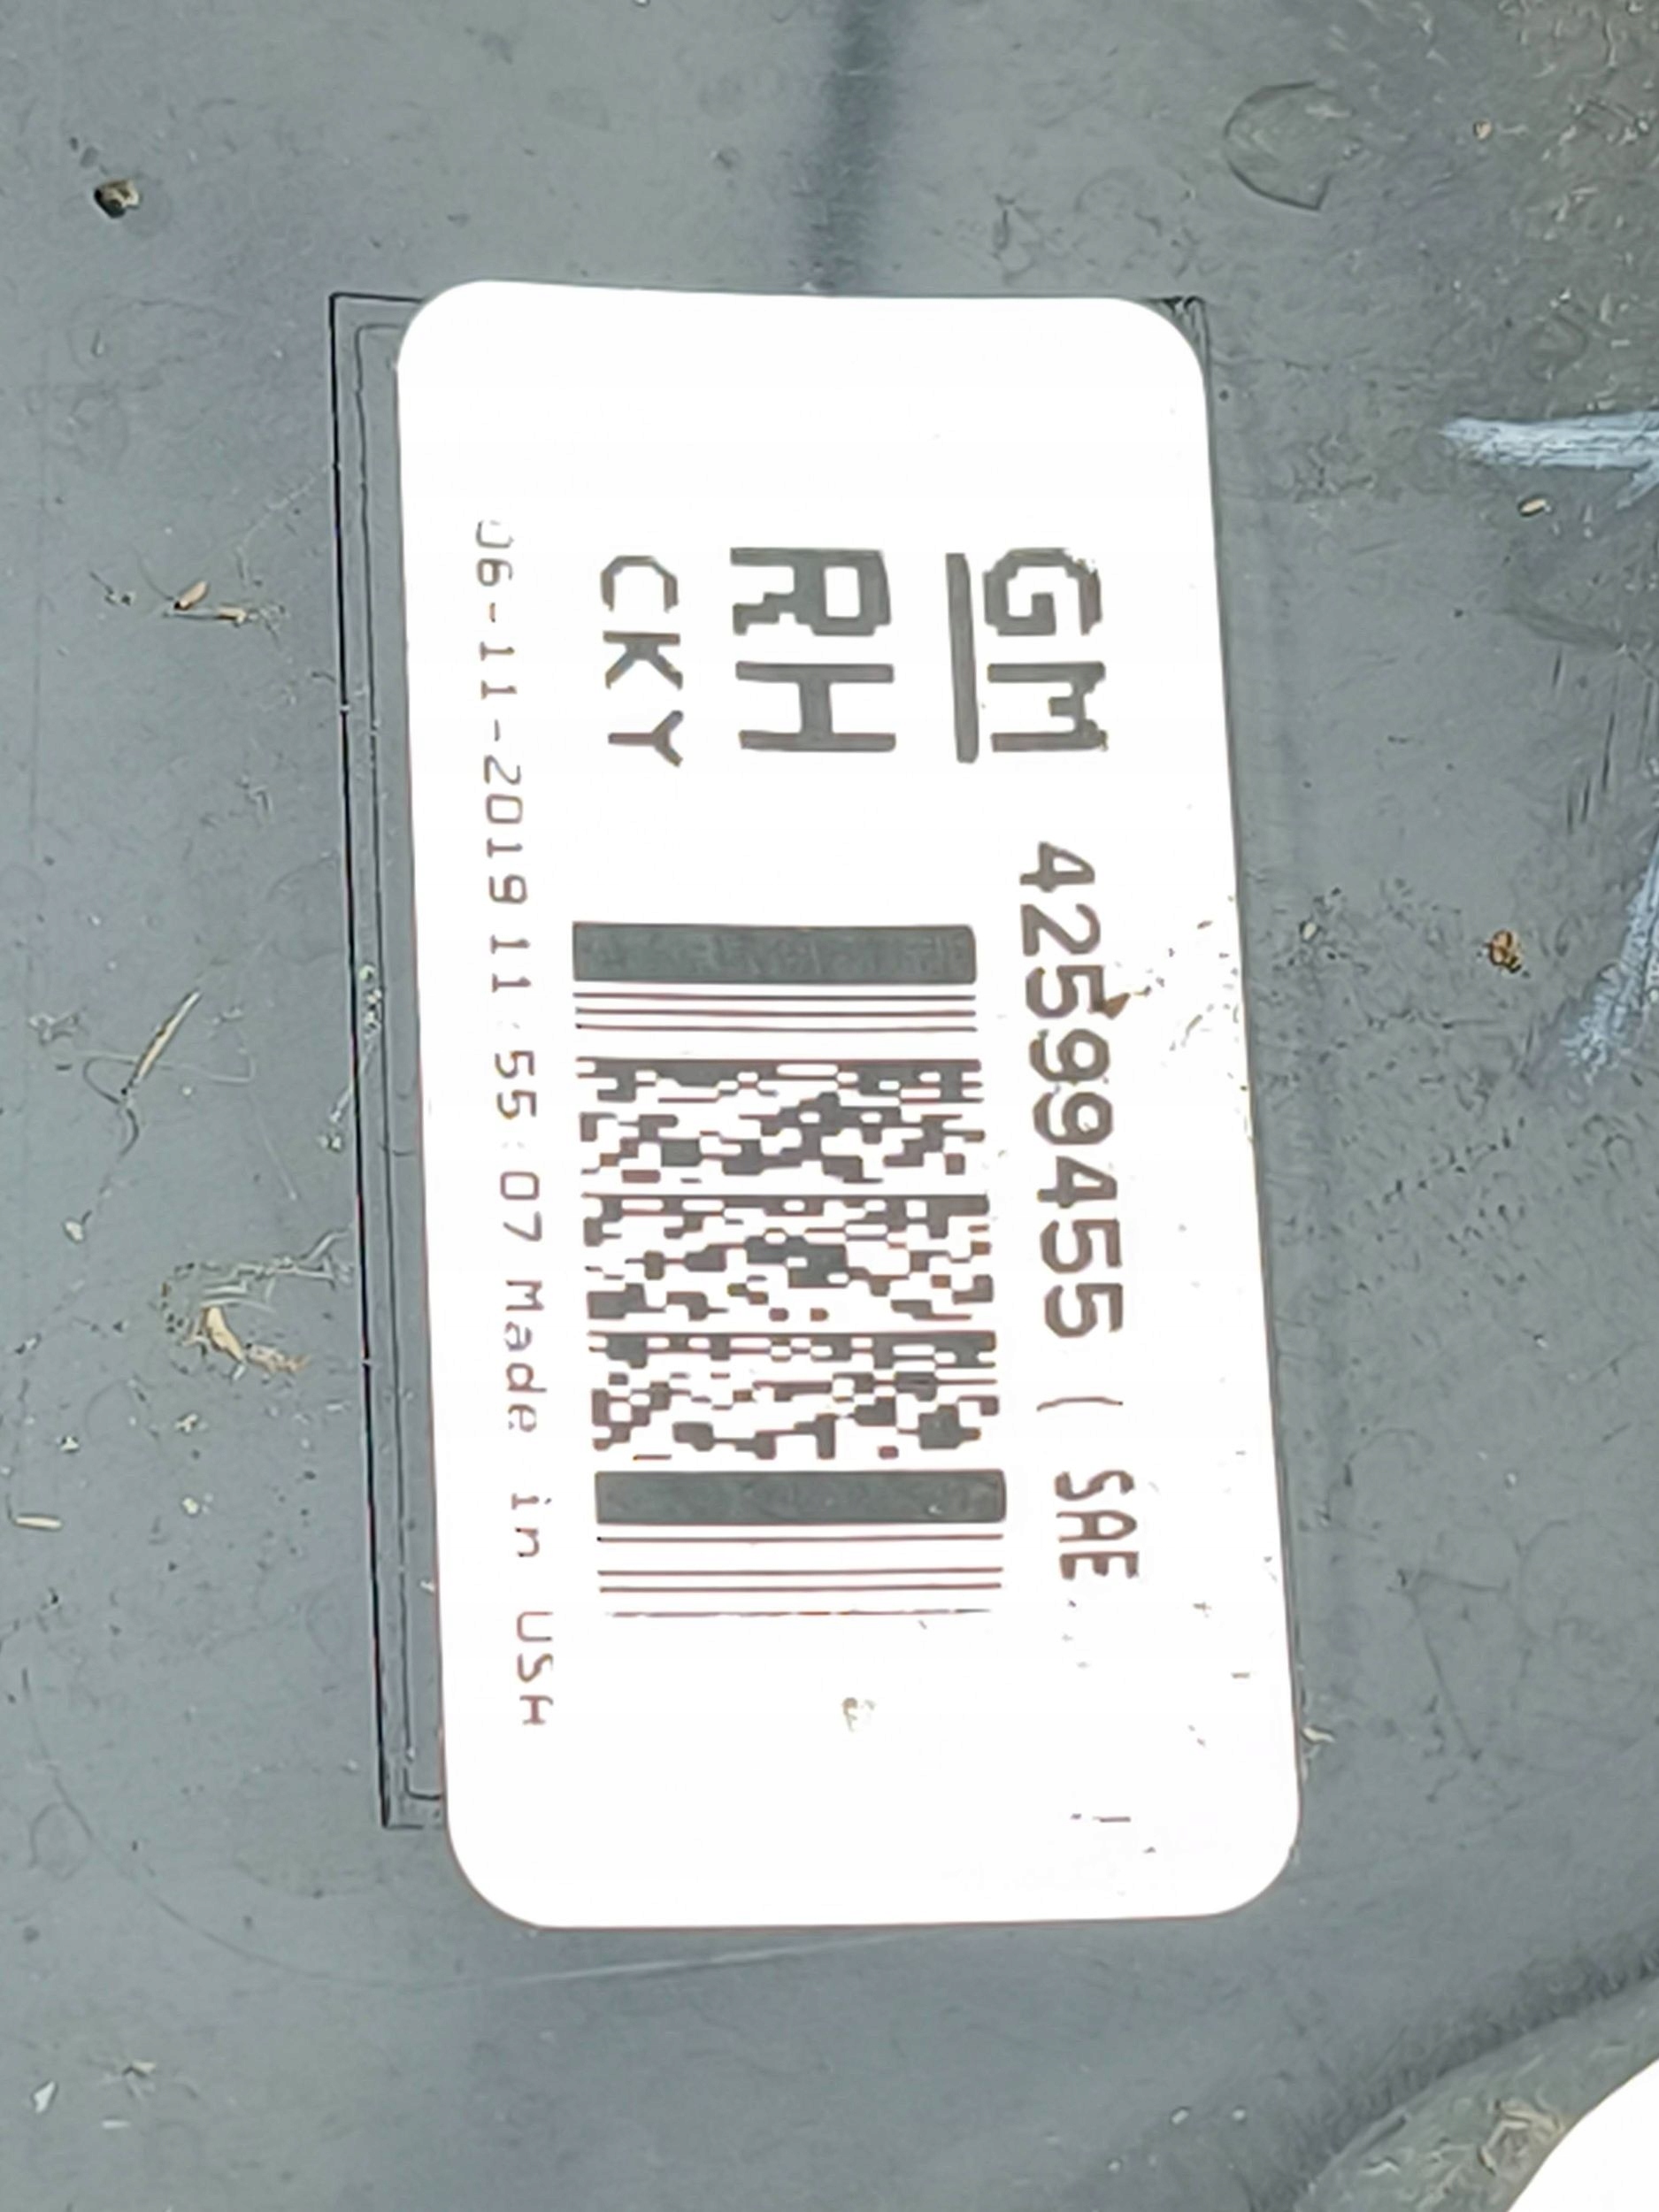 GM 42599455 ( SAE
RH
CKY
06-11-2019 11:55:07 Made in USA